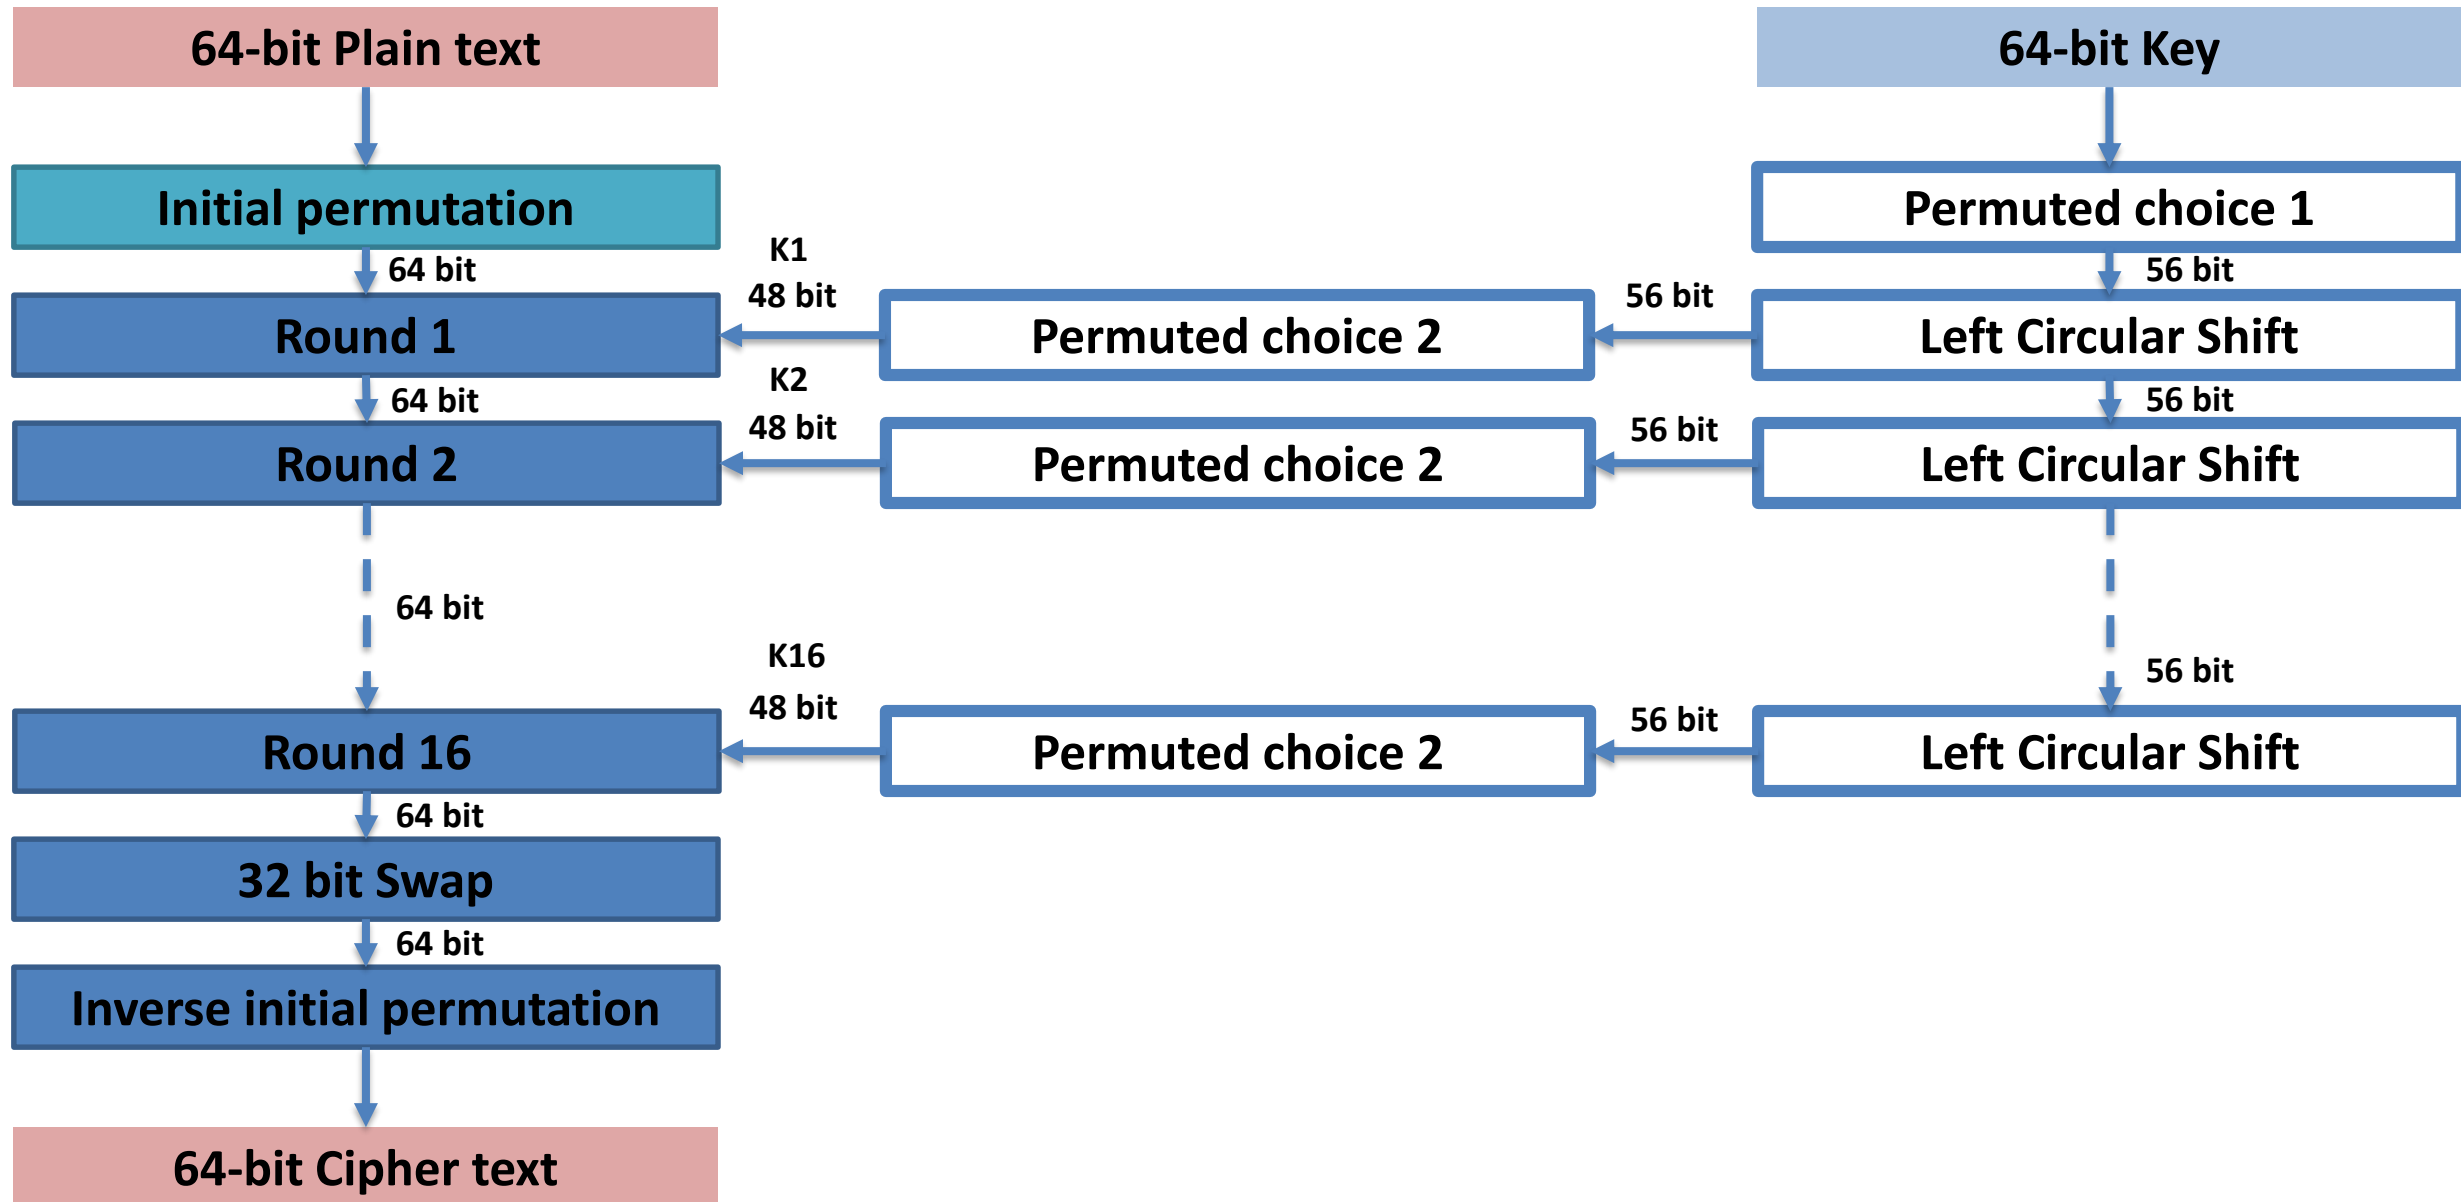 64-bit Plain text
64-bit Key
Initial permutation
Permuted choice 1
K1
64 bit
56 bit
48 bit
56 bit
Round 1
Permuted choice 2
Left Circular Shift
K2
64 bit
56 bit
48 bit
56 bit
Round 2
Permuted choice 2
Left Circular Shift
64 bit
K16
56 bit
48 bit
56 bit
Round 16
Permuted choice 2
Left Circular Shift
64 bit
32 bit Swap
64 bit
Inverse initial permutation
64-bit Cipher text